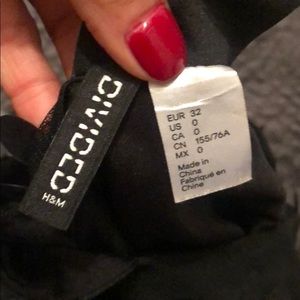 DIVIDED
H&M
EUR 32
US 0
CA 0
CN 155/76A
MX 0
Made in
China
Fabriqué en
Chine